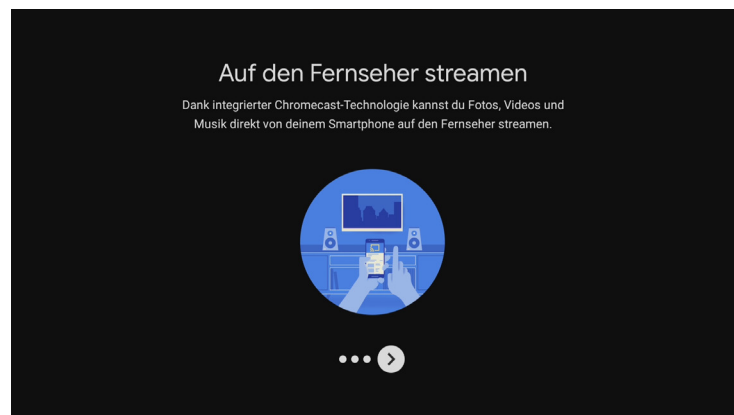 Auf den Fernseher streamen
Dank integrierter Chromecast-Technologie kannst du Fotos, Videos und
Musik direkt von deinem Smartphone auf den Fernseher streamen.